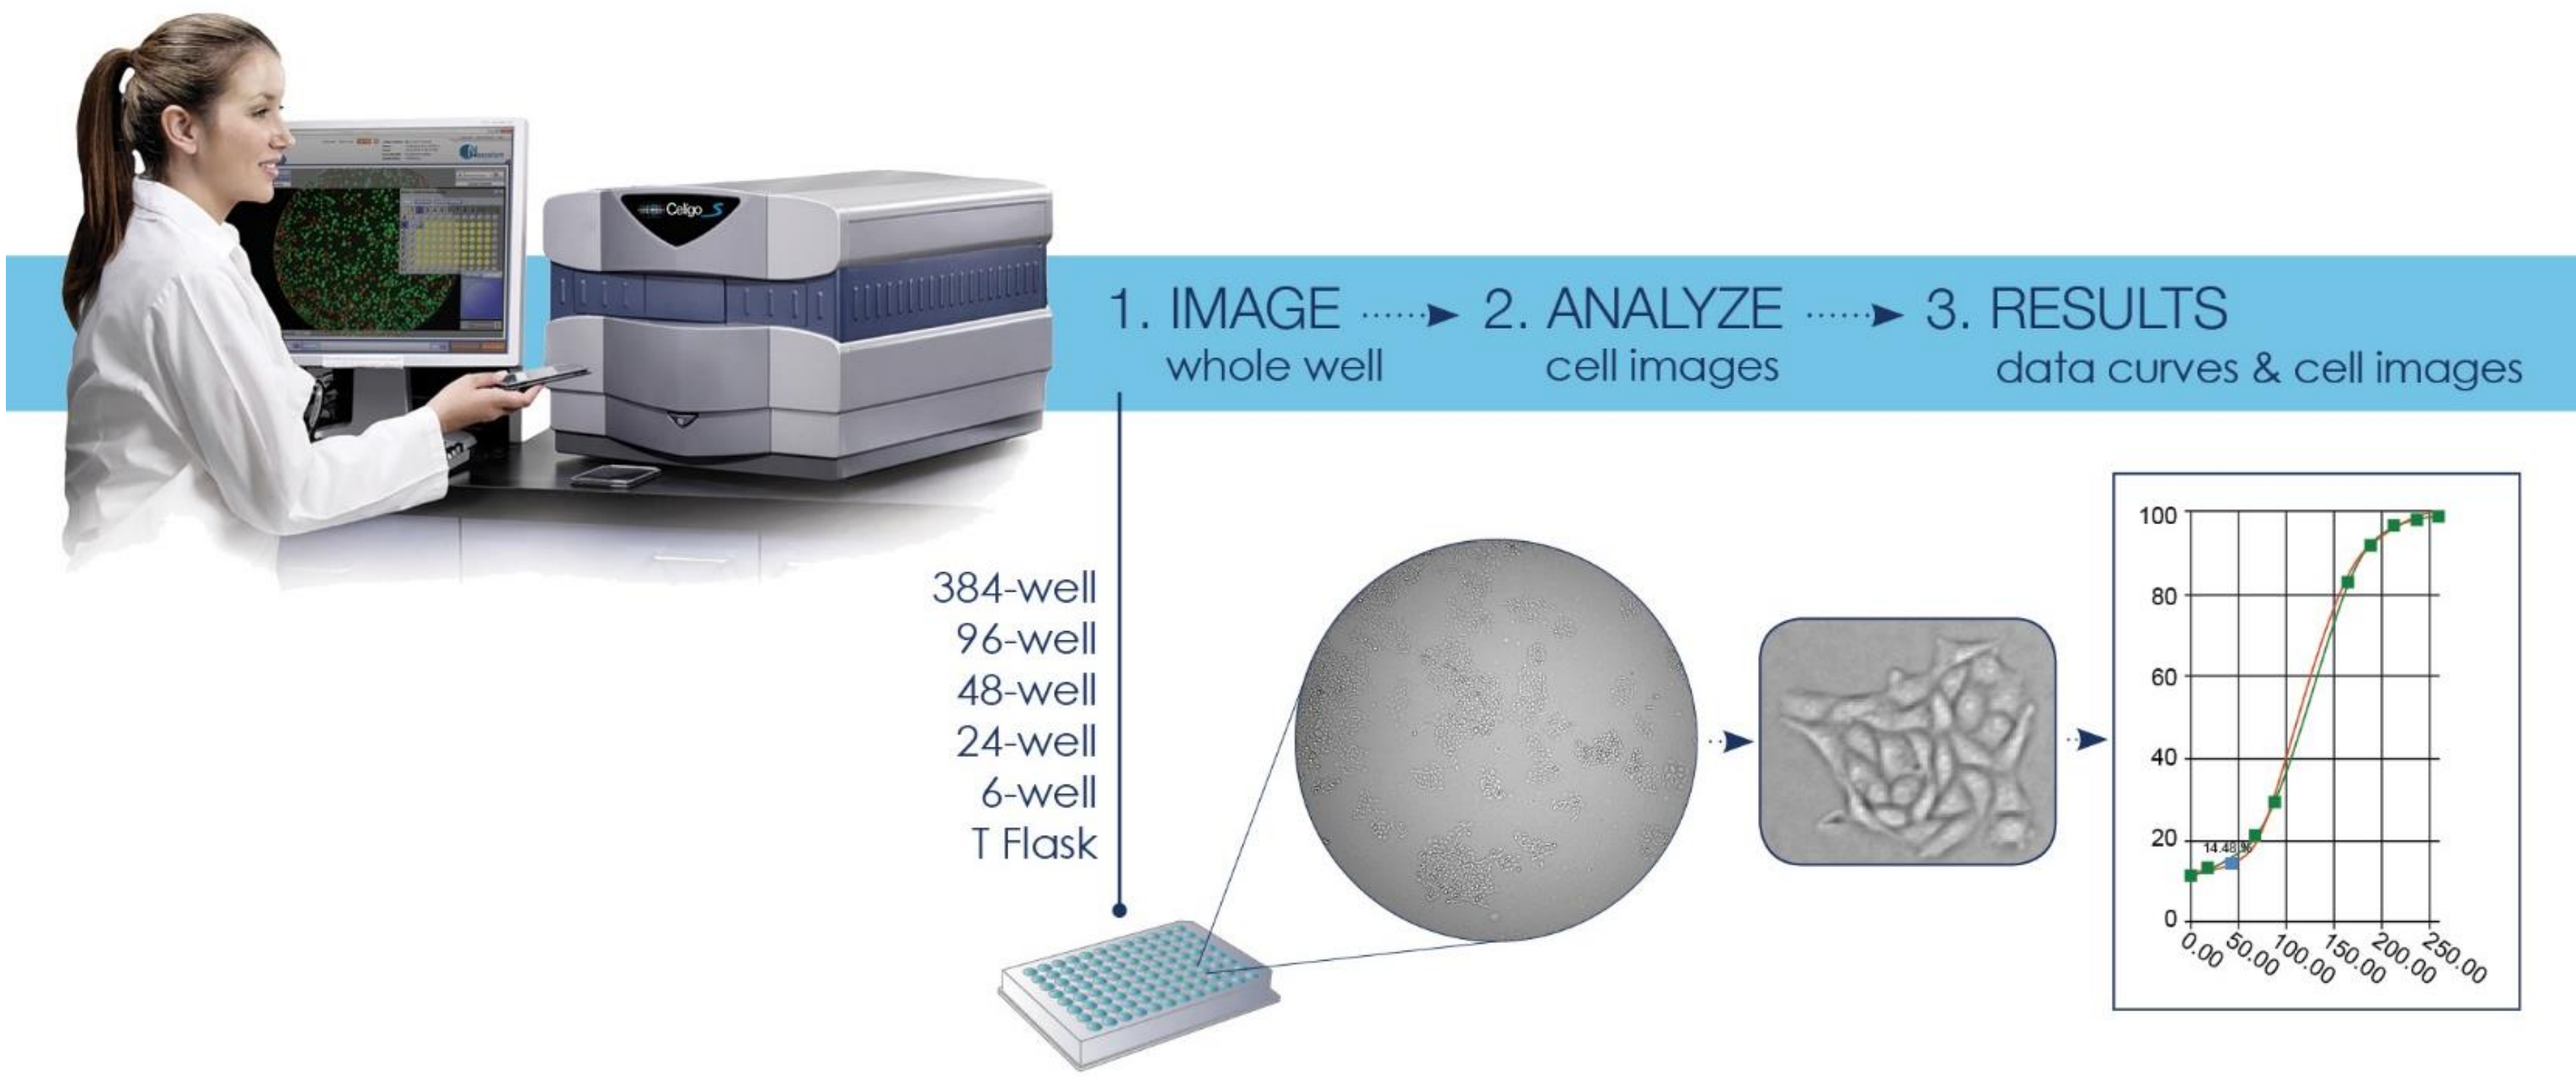 Celigo S
1. IMAGE
whole well
2. ANALYZE
cell images
3. RESULTS
data curves & cell images
384-well
96-well
48-well
24-well
6-well
T Flask
100
80
60
40
20
0
14.48 %
0.00
50.00
100.00
150.00
200.00
250.00